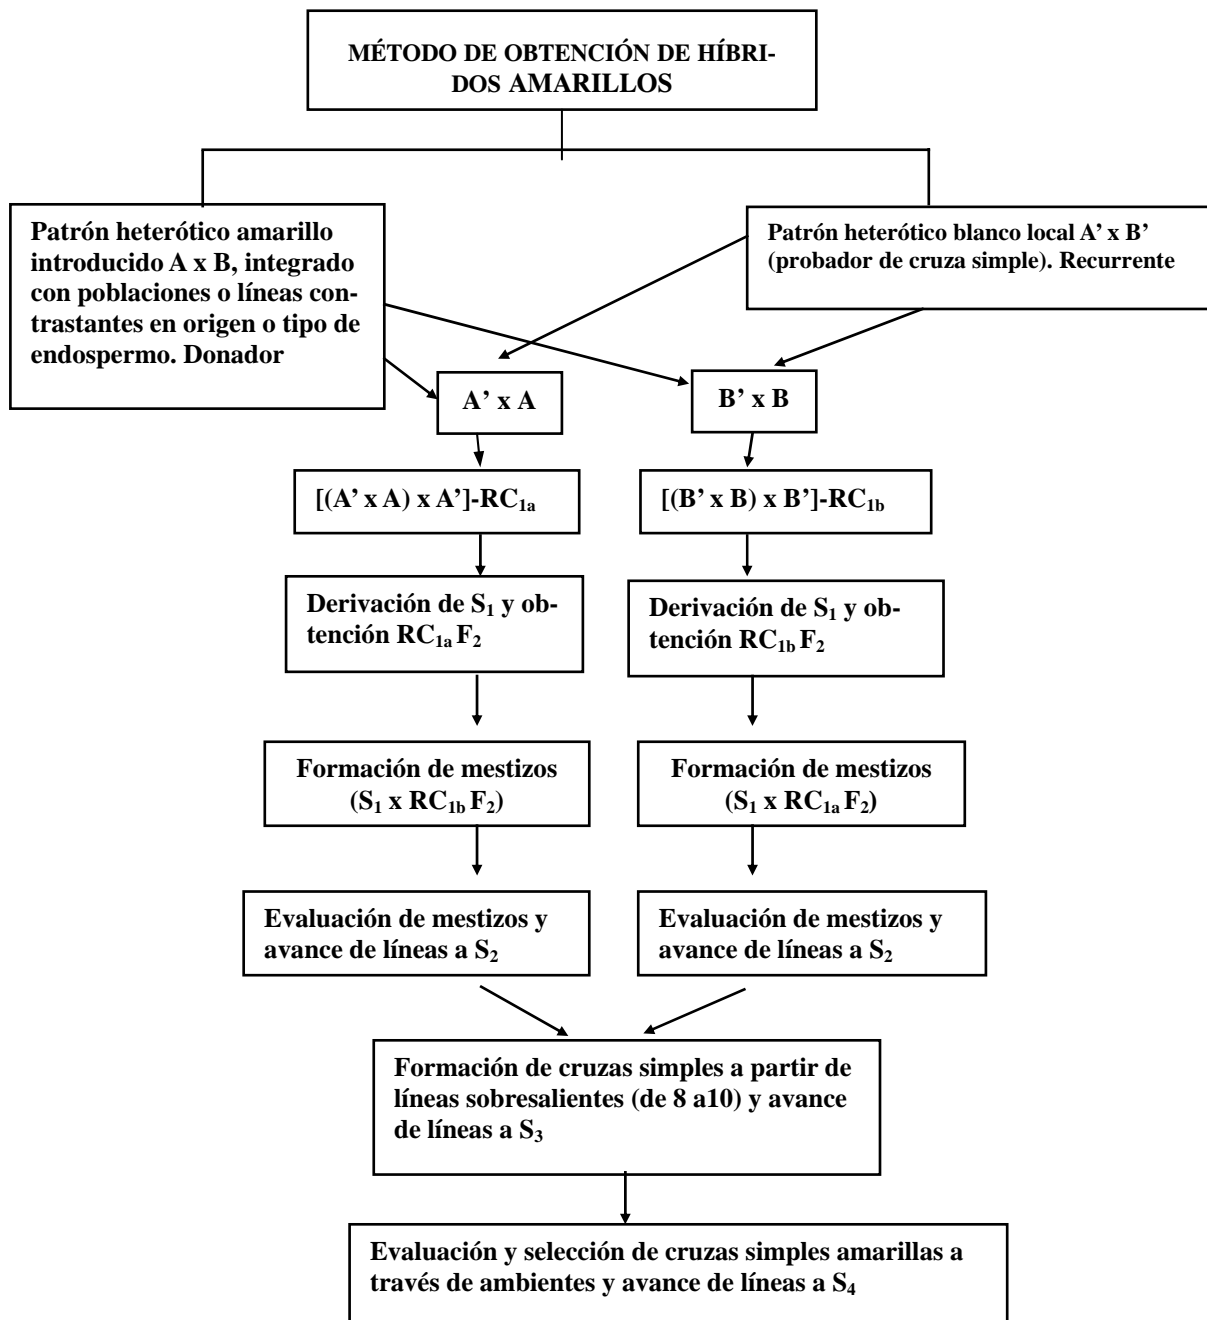 MÉTODO DE OBTENCIÓN DE HÍBRI-
DOS AMARILLOS
Patrón heterótico amarillo
introducido A x B, integrado
con poblaciones o líneas con-
trastantes en origen o tipo de
endospermo. Donador
Patrón heterótico blanco local A’ x B’
(probador de cruza simple). Recurrente
A’ x A
B’ x B
[(A’ x A) x A’]-RC1a
[(B’ x B) x B’]-RC1b
Derivación de S1 y ob-
tención RC1a F2
Derivación de S1 y ob-
tención RC1b F2
Formación de mestizos
(S1 x RC1b F2)
Formación de mestizos
(S1 x RC1a F2)
Evaluación de mestizos y
avance de líneas a S2
Evaluación de mestizos y
avance de líneas a S2
Formación de cruzas simples a partir de
líneas sobresalientes (de 8 a10) y avance
de líneas a S3
Evaluación y selección de cruzas simples amarillas a
través de ambientes y avance de líneas a S4